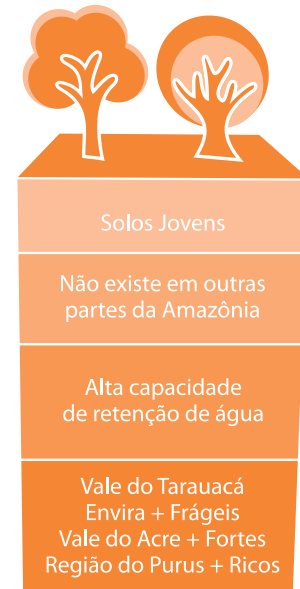 Solos Jovens
Não existe em outras
partes da Amazônia
Alta capacidade
de retenção de água
Vale do Tarauacá
Envira + Frágeis
Vale do Acre + Fortes
Região do Purus + Ricos